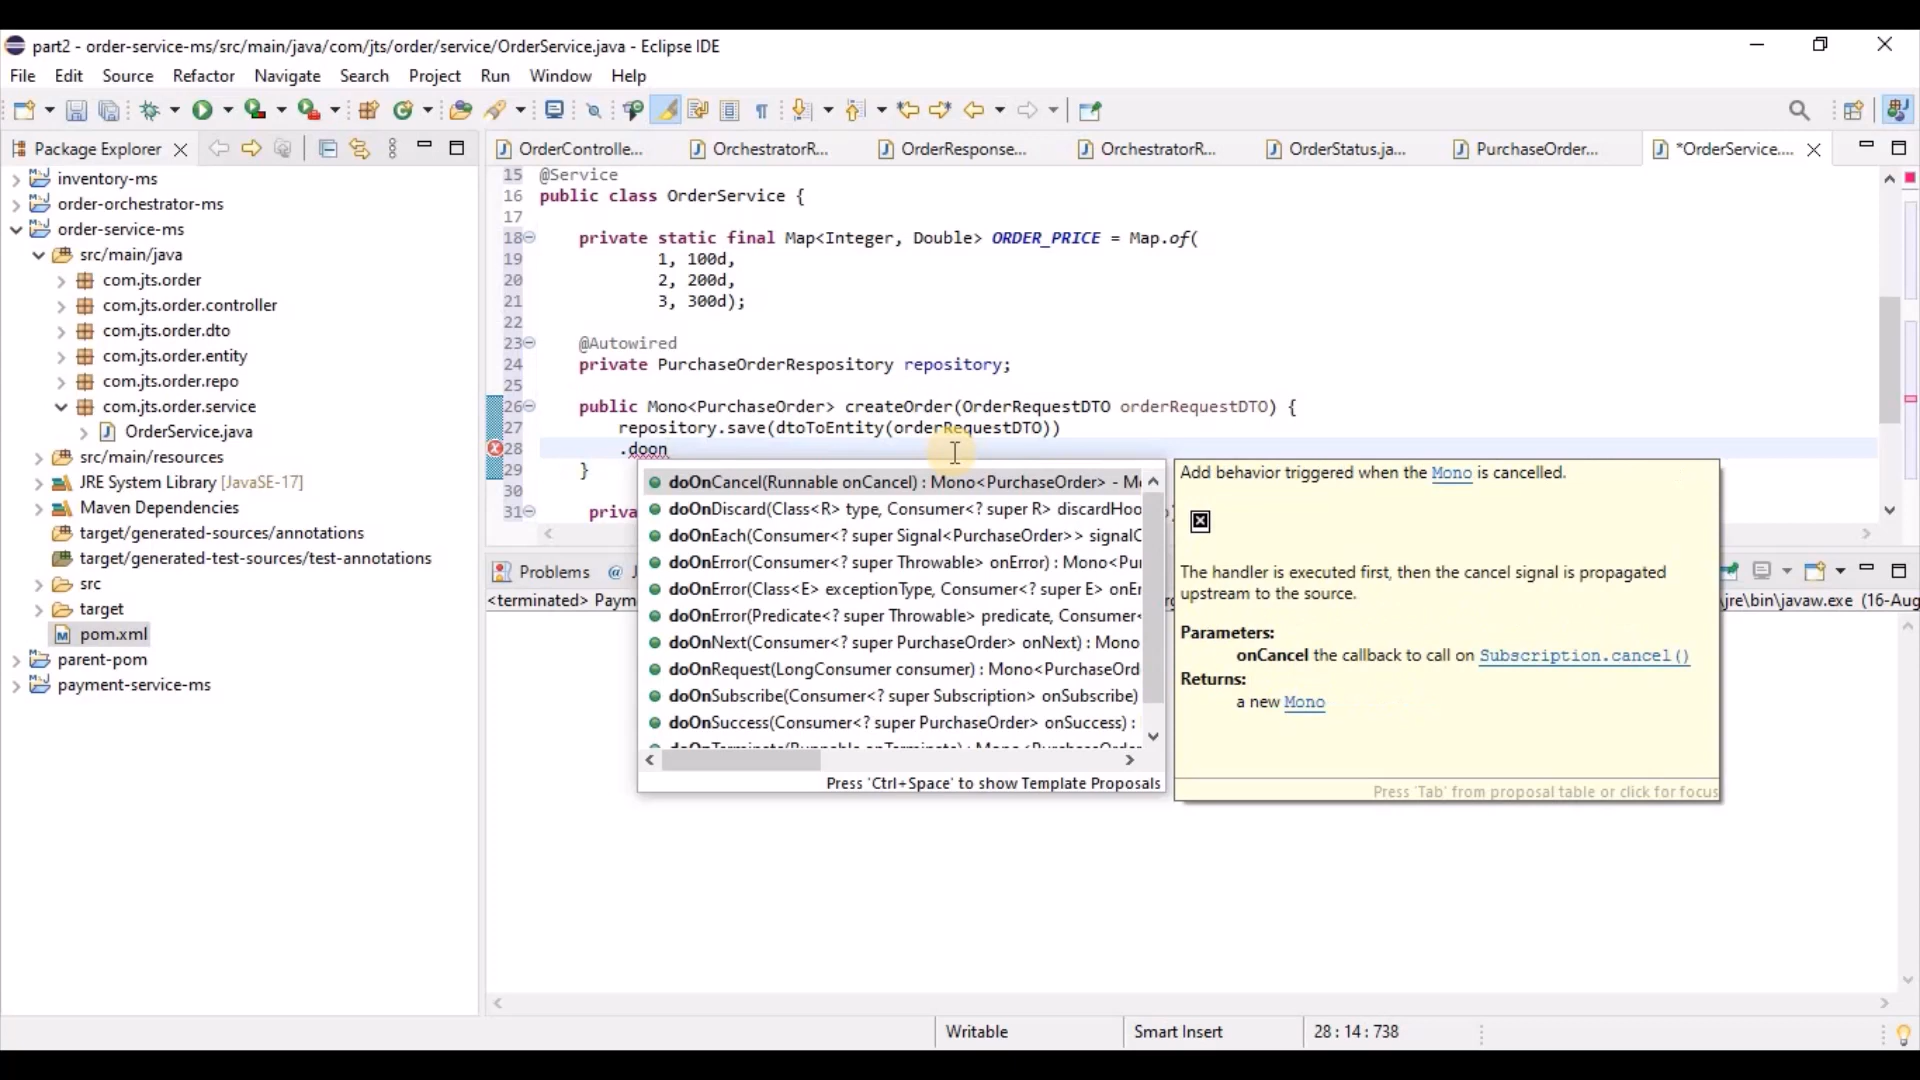 part2 - order-service-ms/src/main/java/com/jts/order/service/OrderService.java - Eclipse IDE
File Edit Source Refactor Navigate Search Project Run Window Help
Package Explorer
inventory-ms
order-orchestrator-ms
order-service-ms
src/main/java
com.jts.order
com.jts.order.controller
com.jts.order.dto
com.jts.order.entity
com.jts.order.repo
com.jts.order.service
OrderService.java
src/main/resources
JRE System Library [JavaSE-17]
Maven Dependencies
target/generated-sources/annotations
target/generated-test-sources/test-annotations
src
target
pom.xml
parent-pom
payment-service-ms
OrderControlle... OrchestratorR... OrderResponse... OrchestratorR... OrderStatus.ja... PurchaseOrder... *OrderService....
15 @Service
16 public class OrderService {
17
18 private static final Map<Integer, Double> ORDER_PRICE = Map.of(
19 1, 100d,
20 2, 200d,
21 3, 300d);
22
23 @Autowired
24 private PurchaseOrderRespository repository;
25
26 public Mono<PurchaseOrder> createOrder(OrderRequestDTO orderRequestDTO) {
27 repository.save(dtoToEntity(orderRequestDTO))
28 .doon
29 }
30
31 priva
doOnCancel(Runnable onCancel) : Mono<PurchaseOrder> - Mo
doOnDiscard(Class<R> type, Consumer<? super R> discardHoo
doOnEach(Consumer<? super Signal<PurchaseOrder>> signalC
doOnError(Consumer<? super Throwable> onError) : Mono<Pu
doOnError(Class<E> exceptionType, Consumer<? super E> onEr
doOnError(Predicate<? super Throwable> predicate, Consumer<
doOnNext(Consumer<? super PurchaseOrder> onNext) : Mono
doOnRequest(LongConsumer consumer) : Mono<PurchaseOrd
doOnSubscribe(Consumer<? super Subscription> onSubscribe)
doOnSuccess(Consumer<? super PurchaseOrder> onSuccess) :
doOnTerminate(Runnable onTerminate) : Mono<PurchaseOrder
Press 'Ctrl+Space' to show Template Proposals
Add behavior triggered when the Mono is cancelled.
The handler is executed first, then the cancel signal is propagated
upstream to the source.
Parameters:
onCancel the callback to call on Subscription.cancel()
Returns:
a new Mono
Press 'Tab' from proposal table or click for focus
Problems @ J
<terminated> Paym
jre\bin\javaw.exe (16-Aug
Writable Smart Insert 28 : 14 : 738